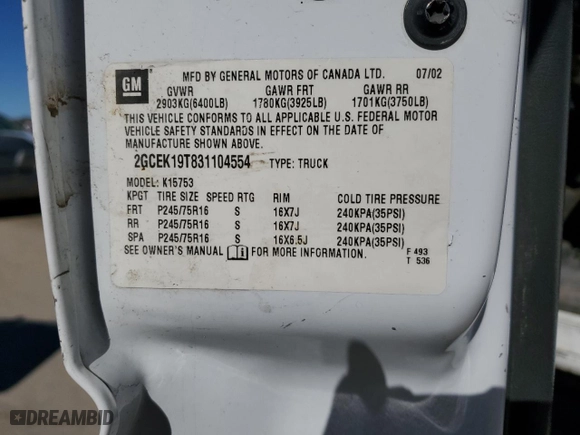 GM
MFD BY GENERAL MOTORS OF CANADA LTD. 07/02
GVWR GAWR FRT GAWR RR
2903KG(6400LB) 1780KG(3925LB) 1701KG(3750LB)
THIS VEHICLE CONFORMS TO ALL APPLICABLE U.S. FEDERAL MOTOR
VEHICLE SAFETY STANDARDS IN EFFECT ON THE DATE OF
MANUFACTURE SHOWN ABOVE.
2GCEK19T831104554 TYPE: TRUCK
MODEL: K15753
KPGT TIRE SIZE SPEED RTG RIM COLD TIRE PRESSURE
FRT P245/75R16 S 16X7J 240KPA(35PSI)
RR P245/75R16 S 16X7J 240KPA(35PSI)
SPA P245/75R16 S 16X6.5J 240KPA(35PSI)
SEE OWNER'S MANUAL i FOR MORE INFORMATION.
F 493
T 536
DREAMBID